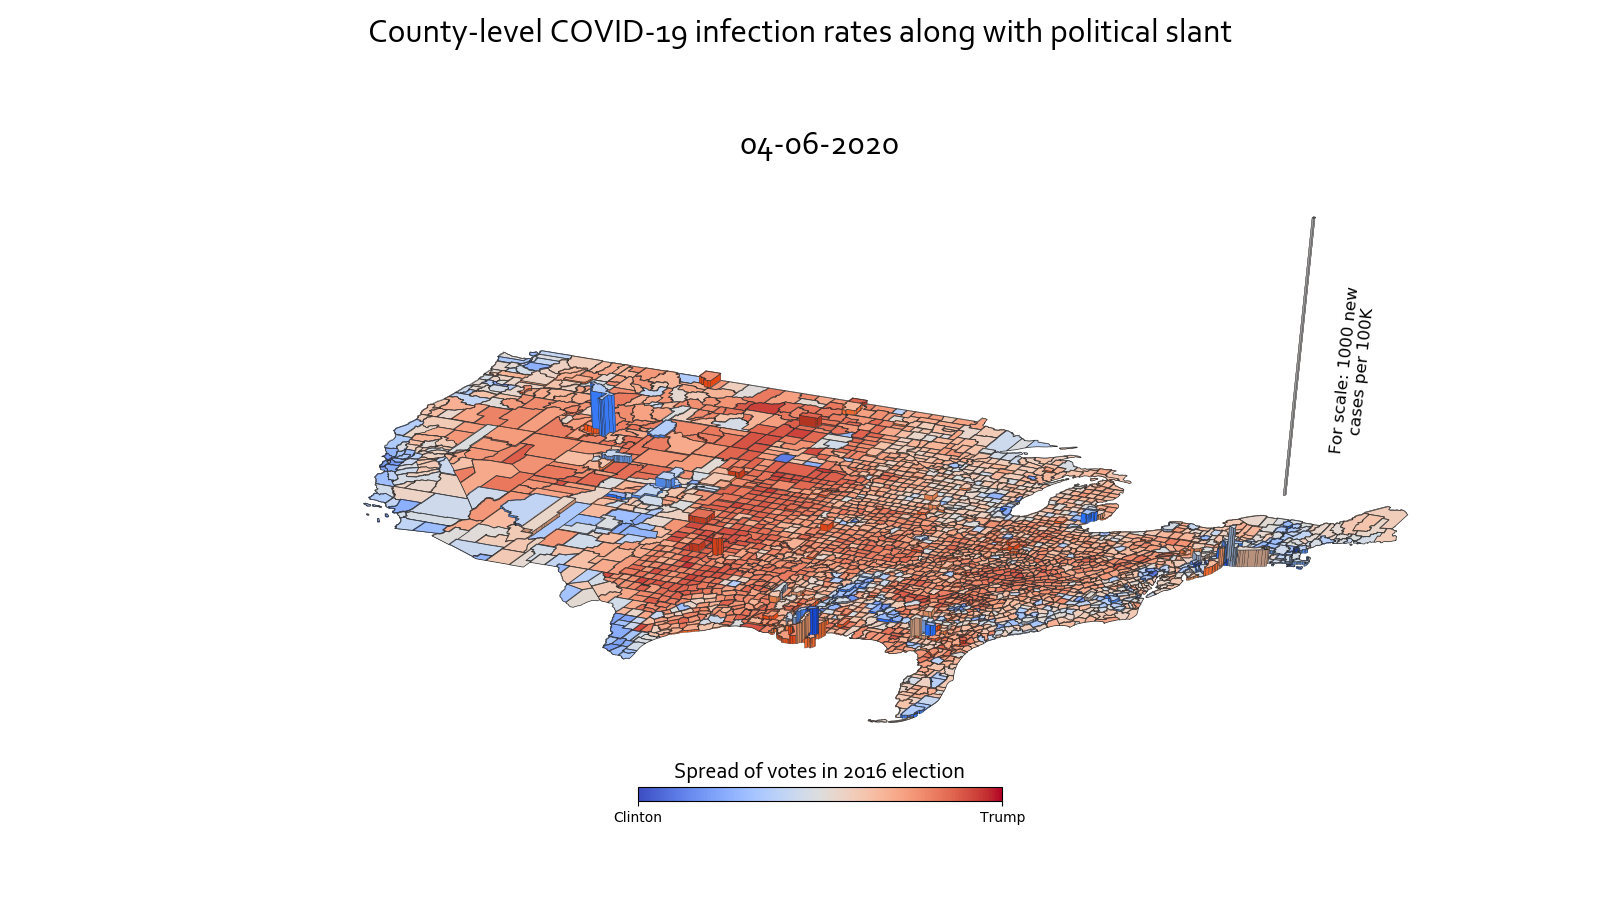 County-level COVID-19 infection rates along with political slant
04-06-2020
For scale: 1000 new
cases per 100K
Spread of votes in 2016 election
Clinton
Trump